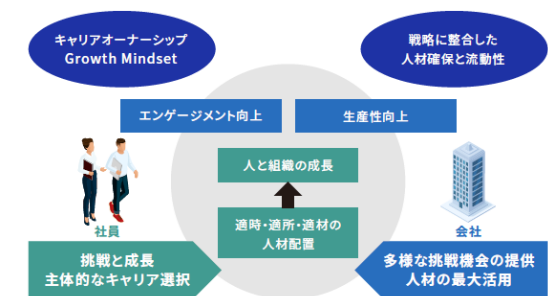 キャリアオーナーシップ
Growth Mindset
戦略に整合した
人材確保と流動性
エンゲージメント向上
生産性向上
人と組織の成長
適時・適所・適材の
人材配置
社員
会社
挑戦と成長
主体的なキャリア選択
多様な挑戦機会の提供
人材の最大活用